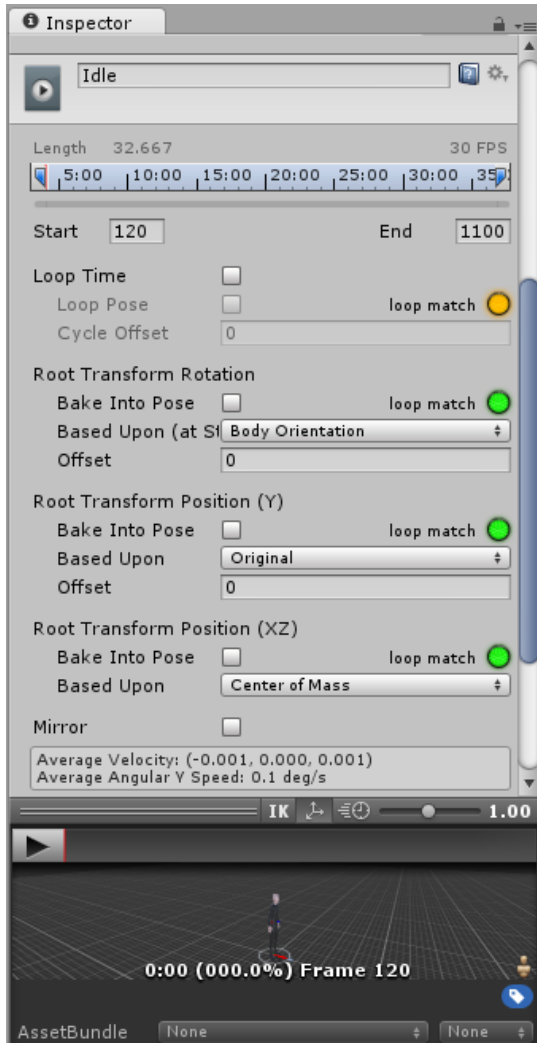 Inspector
Idle
Length 32.667 30 FPS
5:00 10:00 15:00 20:00 25:00 30:00 35:
Start 120 End 1100
Loop Time
Loop Pose loop match
Cycle Offset 0
Root Transform Rotation
Bake Into Pose loop match
Based Upon (at St Body Orientation
Offset 0
Root Transform Position (Y)
Bake Into Pose loop match
Based Upon Original
Offset 0
Root Transform Position (XZ)
Bake Into Pose loop match
Based Upon Center of Mass
Mirror
Average Velocity: (-0.001, 0.000, 0.001)
Average Angular Y Speed: 0.1 deg/s
IK 1.00
0:00 (000.0%) Frame 120
AssetBundle None None